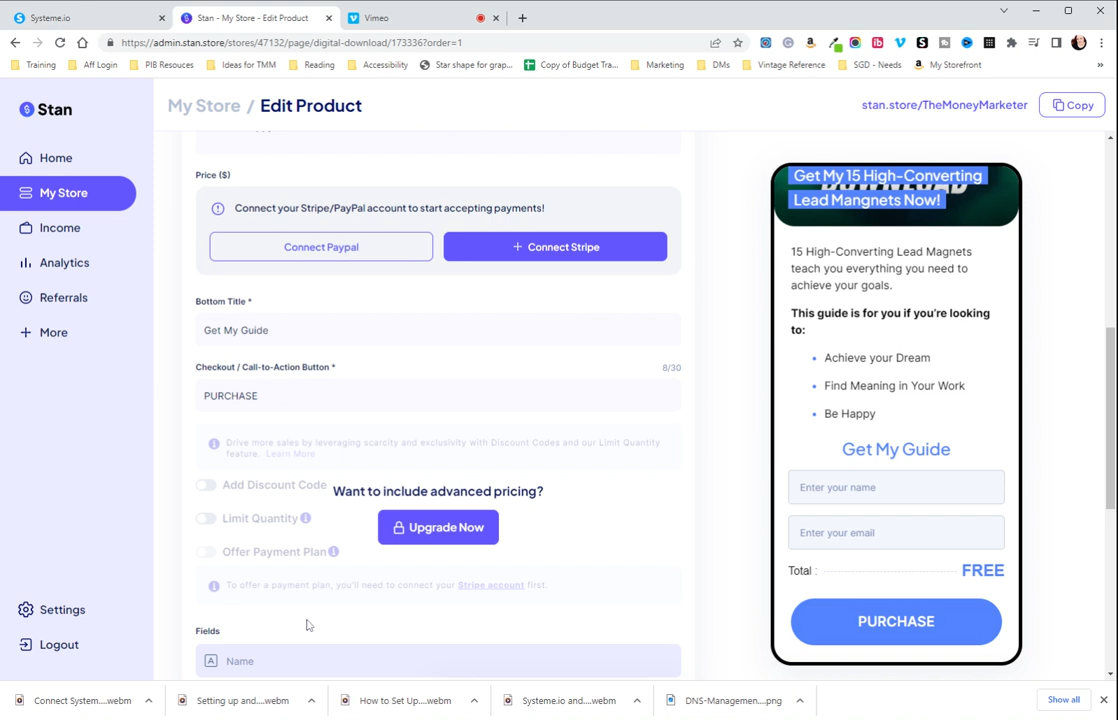 Systeme.io
Stan - My Store - Edit Product
Vimeo
https://admin.stan.store/stores/47132/page/digital-download/173336?order=1
Training
Aff Login
PIB Resouces
Ideas for TMM
Reading
Accessibility
Star shape for grap...
Copy of Budget Tra...
Marketing
DMs
Vintage Reference
SGD - Needs
My Storefront
Stan
My Store / Edit Product
stan.store/TheMoneyMarketer
Copy
Home
My Store
Income
Analytics
Referrals
More
Settings
Logout
Price ($)
Connect your Stripe/PayPal account to start accepting payments!
Connect Paypal
+ Connect Stripe
Bottom Title *
Get My Guide
Checkout / Call-to-Action Button *
8/30
PURCHASE
Drive more sales by leveraging scarcity and exclusivity with Discount Codes and our Limit Quantity
feature. Learn More
Add Discount Code
Want to include advanced pricing?
Limit Quantity
Upgrade Now
Offer Payment Plan
To offer a payment plan, you'll need to connect your Stripe account first.
Fields
Name
Get My 15 High-Converting
Lead Mangnets Now!
15 High-Converting Lead Magnets
teach you everything you need to
achieve your goals.
This guide is for you if you're looking
to:
Achieve your Dream
Find Meaning in Your Work
Be Happy
Get My Guide
Enter your name
Enter your email
Total :
FREE
PURCHASE
Connect System....webm
Setting up and....webm
How to Set Up....webm
Systeme.io and....webm
DNS-Managemen....png
Show all